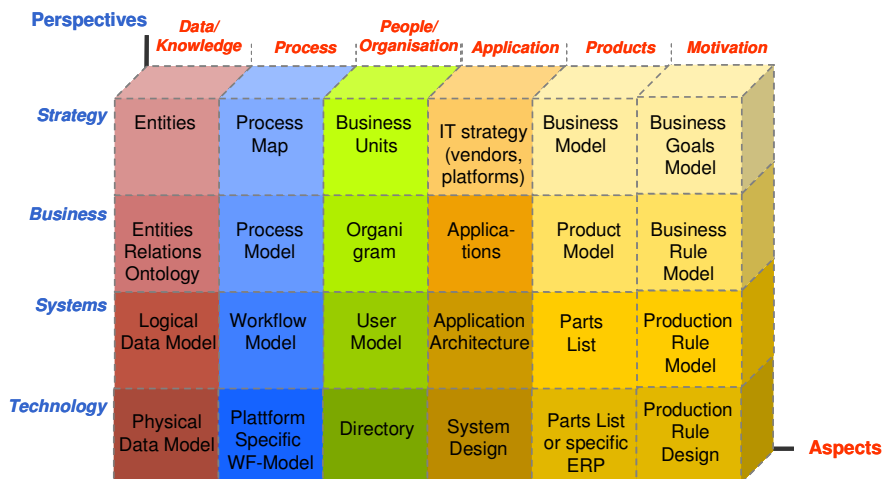 Perspectives
Data/
Knowledge
Process
People/
Organisation
Application
Products
Motivation
Strategy
Entities
Process
Map
Business
Units
IT strategy
(vendors,
platforms)
Business
Model
Business
Goals
Model
Business
Entities
Relations
Ontology
Process
Model
Organi
gram
Applica-
tions
Product
Model
Business
Rule
Model
Systems
Logical
Data Model
Workflow
Model
User
Model
Application
Architecture
Parts
List
Production
Rule
Model
Technology
Physical
Data Model
Plattform
Specific
WF-Model
Directory
System
Design
Parts List
or specific
ERP
Production
Rule
Design
Aspects